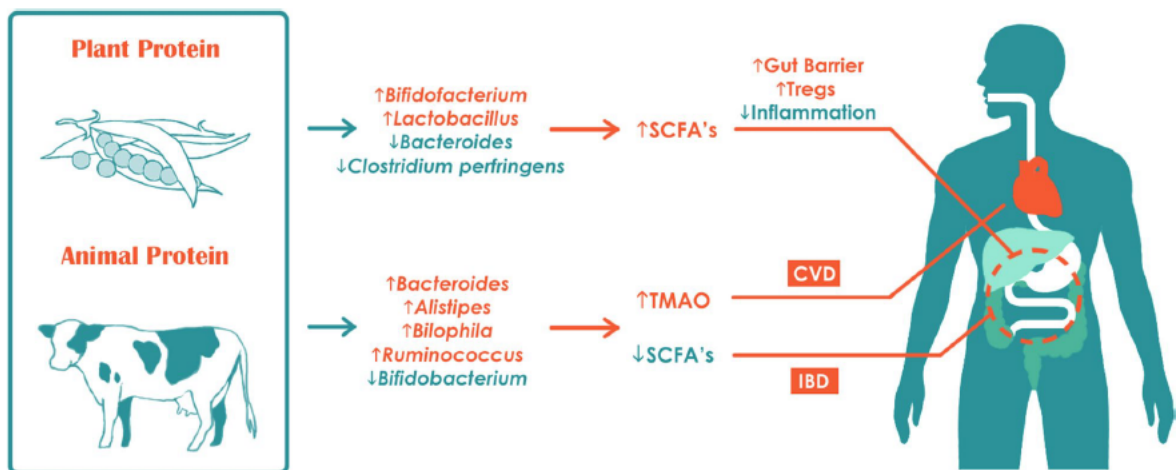 Plant Protein
↑Bifidofacterium
↑Lactobacillus
↓Bacteroides
↓Clostridium perfringens
↑SCFA's
↑Gut Barrier
↑Tregs
↓Inflammation
Animal Protein
↑Bacteroides
↑Alistipes
↑Bilophila
↑Ruminococcus
↓Bifidobacterium
↑TMAO
CVD
↓SCFA's
IBD